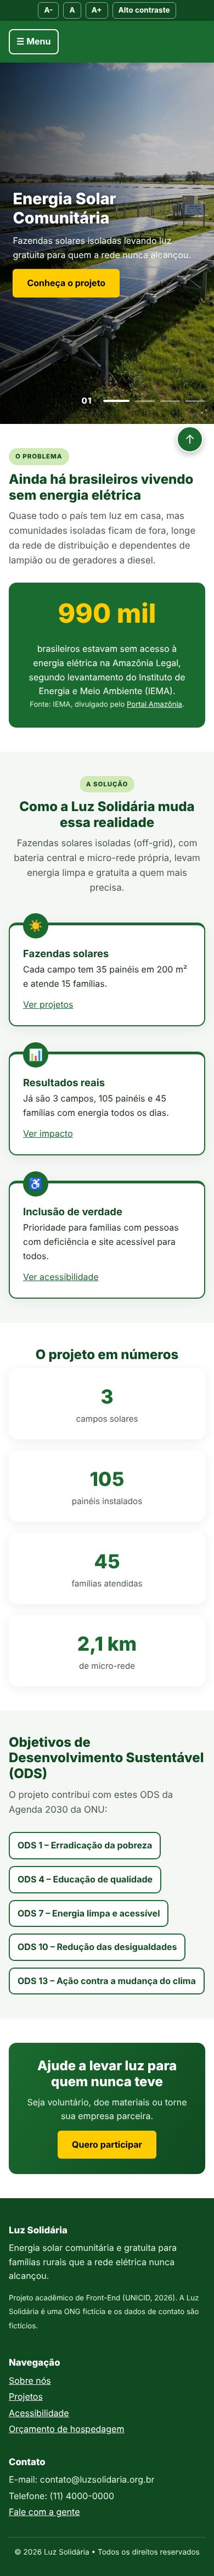 A- A A+ Alto contraste
☰ Menu
Energia Solar
Comunitária
Fazendas solares isoladas levando luz
gratuita para quem a rede nunca alcançou.
Conheça o projeto
01
O PROBLEMA
Ainda há brasileiros vivendo
sem energia elétrica
Quase todo o país tem luz em casa, mas
comunidades isoladas ficam de fora, longe
da rede de distribuição e dependentes de
lampião ou de geradores a diesel.
990 mil
brasileiros estavam sem acesso à
energia elétrica na Amazônia Legal,
segundo levantamento do Instituto de
Energia e Meio Ambiente (IEMA).
Fonte: IEMA, divulgado pelo Portal Amazônia.
A SOLUÇÃO
Como a Luz Solidária muda
essa realidade
Fazendas solares isoladas (off-grid), com
bateria central e micro-rede própria, levam
energia limpa e gratuita a quem mais
precisa.
Fazendas solares
Cada campo tem 35 painéis em 200 m²
e atende 15 famílias.
Ver projetos
Resultados reais
Já são 3 campos, 105 painéis e 45
famílias com energia todos os dias.
Ver impacto
Inclusão de verdade
Prioridade para famílias com pessoas
com deficiência e site acessível para
todos.
Ver acessibilidade
O projeto em números
3
campos solares
105
painéis instalados
45
famílias atendidas
2,1 km
de micro-rede
Objetivos de
Desenvolvimento Sustentável
(ODS)
O projeto contribui com estes ODS da
Agenda 2030 da ONU:
ODS 1 – Erradicação da pobreza
ODS 4 – Educação de qualidade
ODS 7 – Energia limpa e acessível
ODS 10 – Redução das desigualdades
ODS 13 – Ação contra a mudança do clima
Ajude a levar luz para
quem nunca teve
Seja voluntário, doe materiais ou torne
sua empresa parceira.
Quero participar
Luz Solidária
Energia solar comunitária e gratuita para
famílias rurais que a rede elétrica nunca
alcançou.
Projeto acadêmico de Front-End (UNICID, 2026). A Luz
Solidária é uma ONG fictícia e os dados de contato são
fictícios.
Navegação
Sobre nós
Projetos
Acessibilidade
Orçamento de hospedagem
Contato
E-mail: contato@luzsolidaria.org.br
Telefone: (11) 4000-0000
Fale com a gente
© 2026 Luz Solidária • Todos os direitos reservados